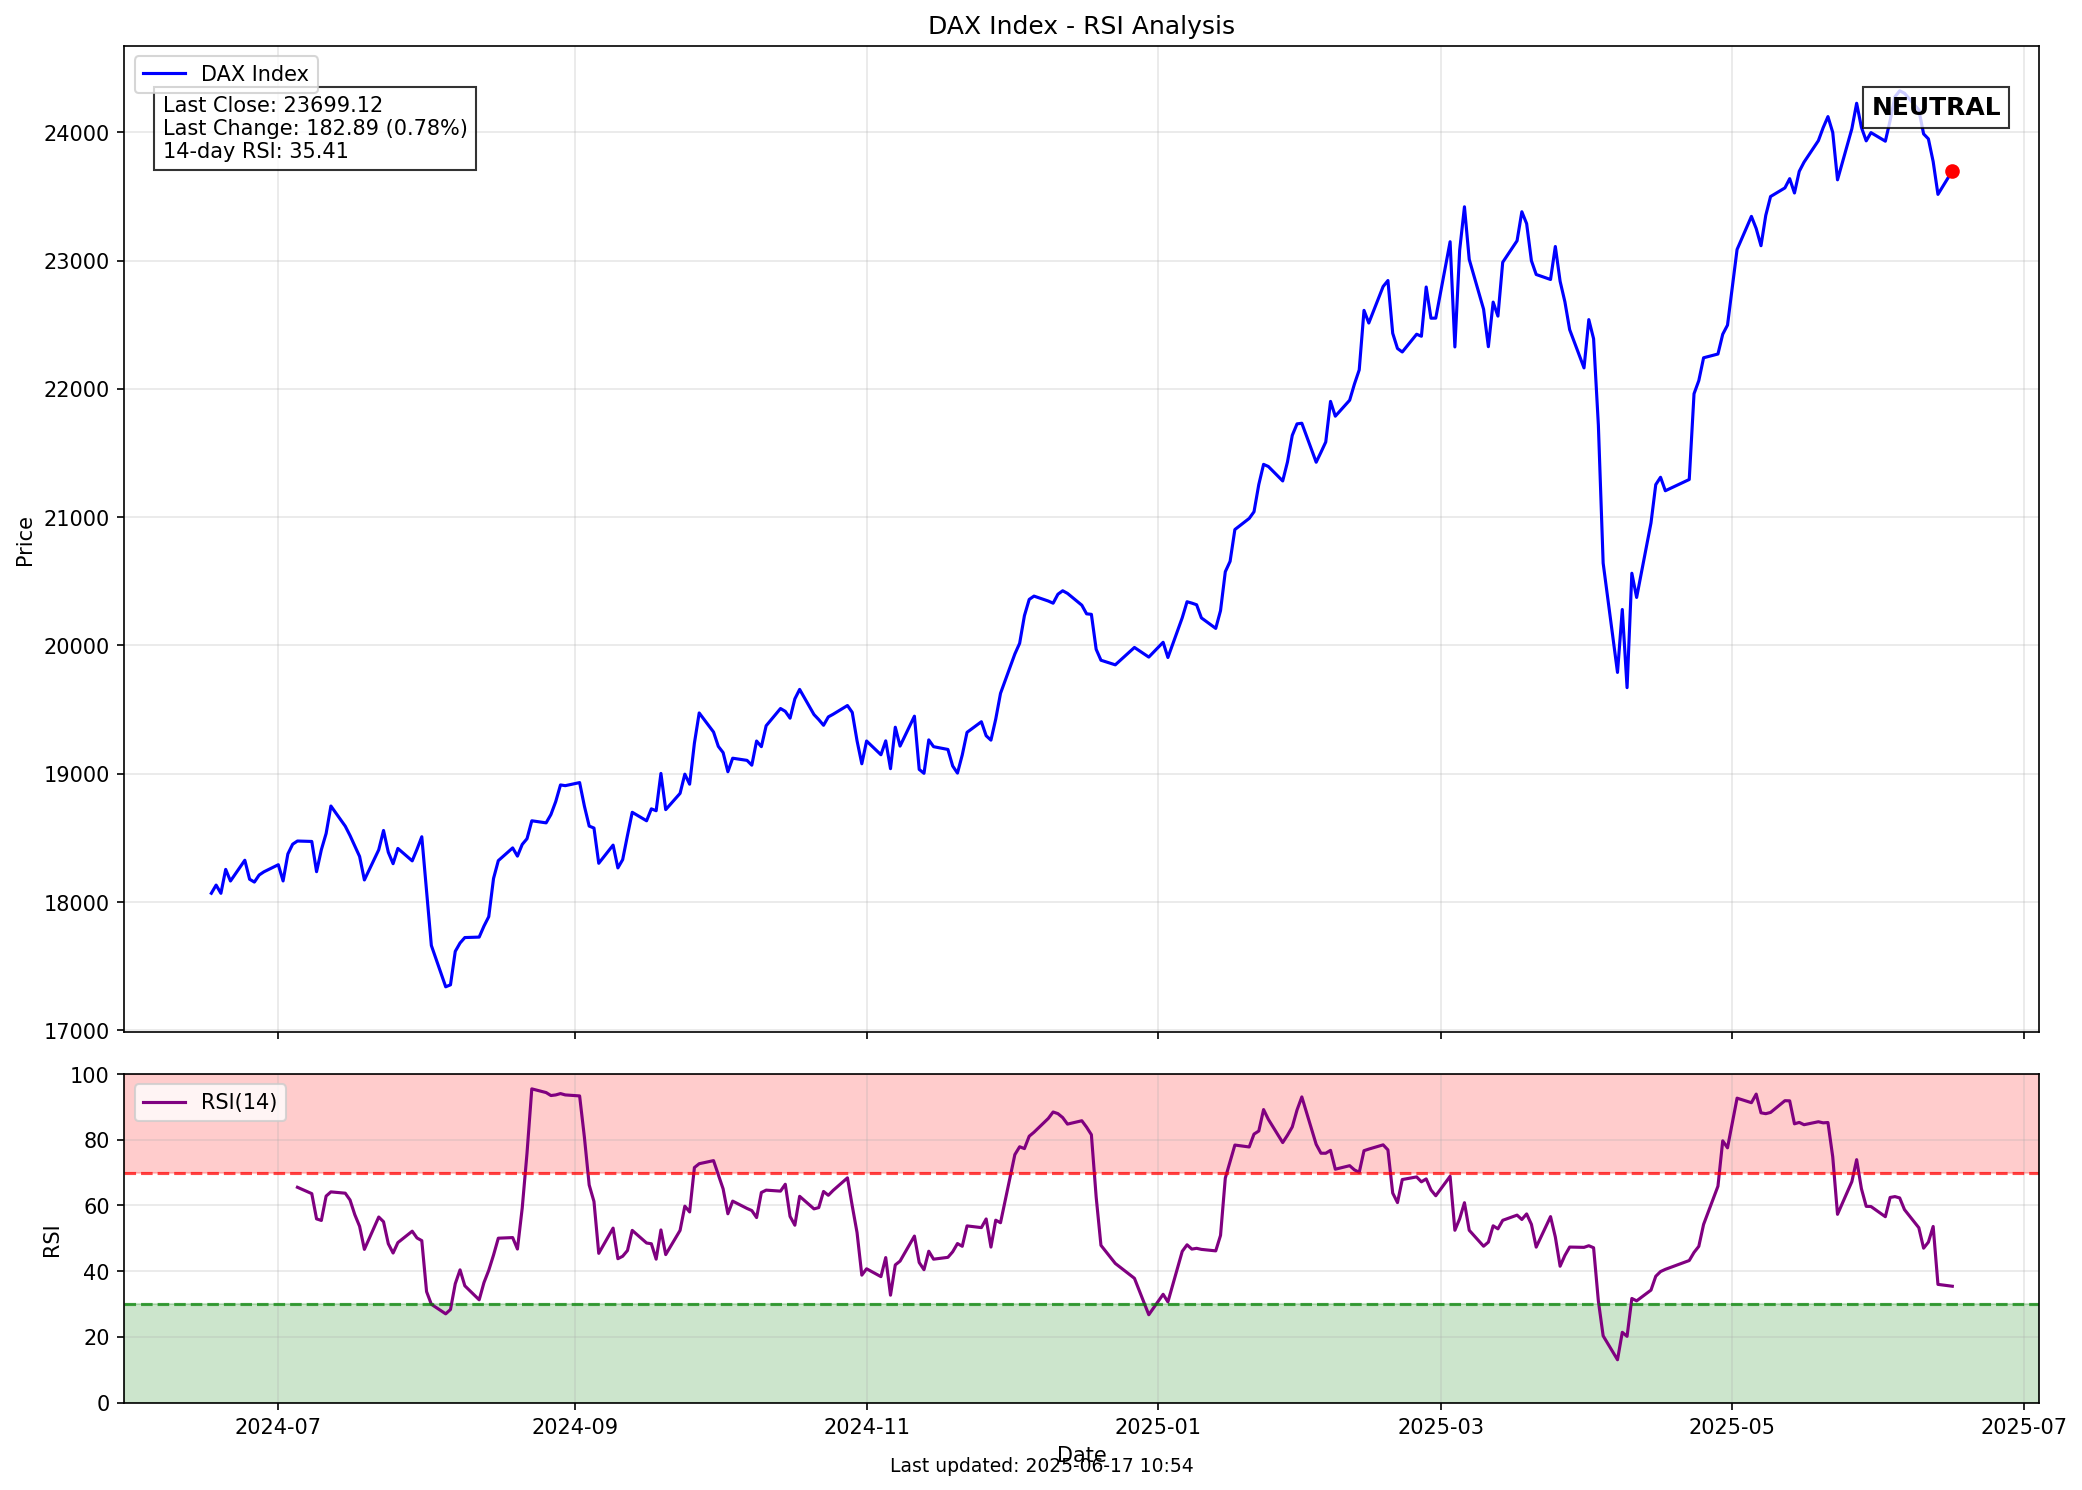 DAX Index - RSI Analysis
DAX Index
Last Close: 23699.12
Last Change: 182.89 (0.78%)
14-day RSI: 35.41
NEUTRAL
24000
23000
22000
21000
20000
19000
18000
17000
Price
RSI(14)
100
80
60
40
20
0
RSI
2024-07
2024-09
2024-11
2025-01
2025-03
2025-05
2025-07
Date
Last updated: 2025-06-17 10:54